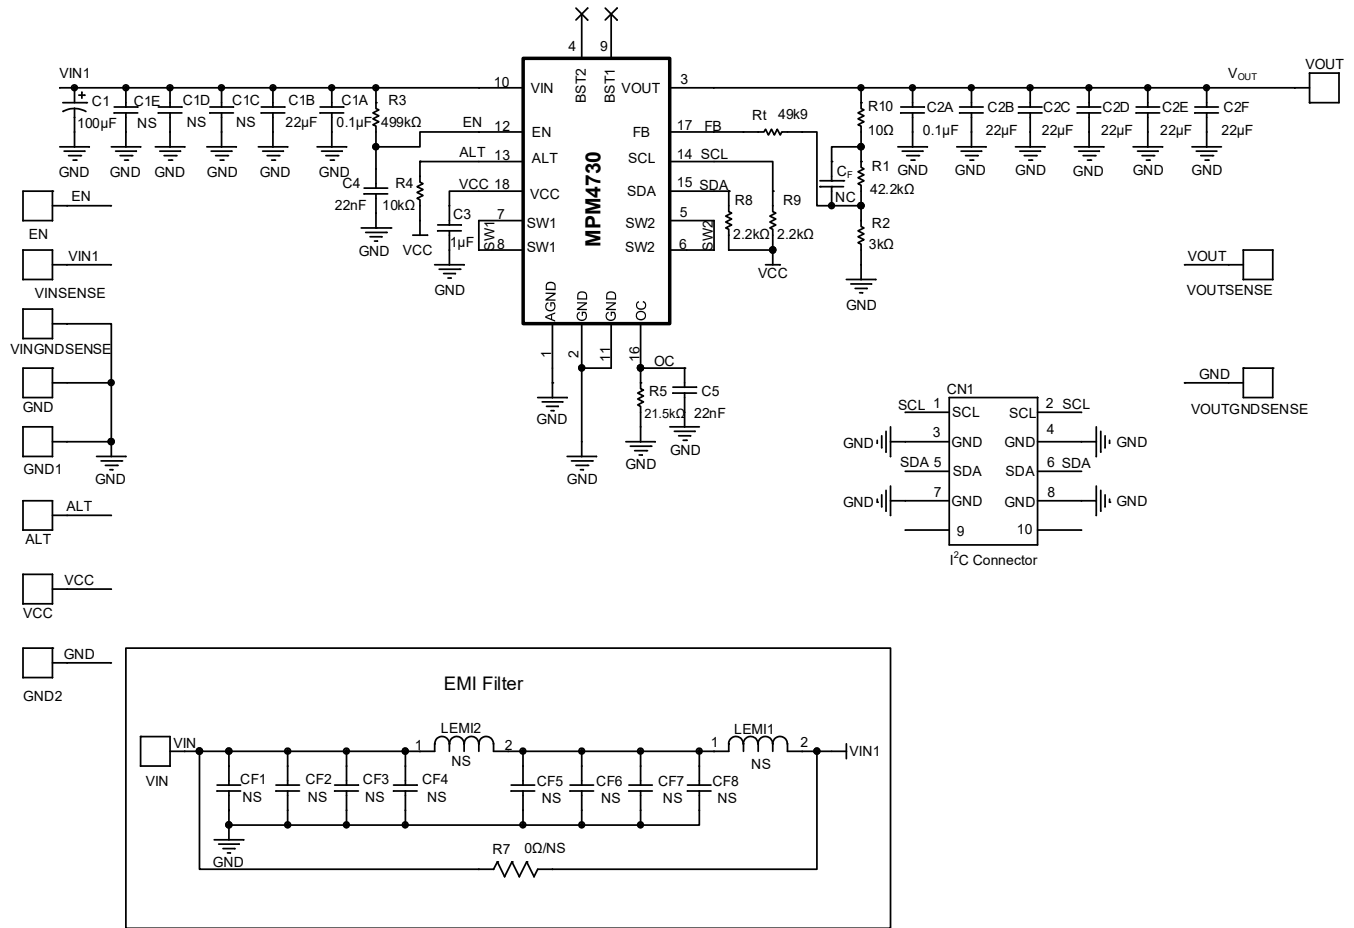 4 9
VIN1 10 VIN BST2 BST1 VOUT 3 V_OUT VOUT
C1 C1E C1D C1C C1B C1A R3
100µF NS NS NS 22µF 0.1µF 499kΩ
GND GND GND GND GND GND
EN 12 EN
ALT 13 ALT
VCC 18 VCC
7 SW1
SW1
8 SW1
C4 22nF GND
R4 10kΩ VCC
C3 1µF GND
MPM4730
FB 17 FB Rt 49k9
SCL 14 SCL
SDA 15 SDA
SW2 5
SW2
SW2 6
R8 2.2kΩ
R9 2.2kΩ
VCC
R10 10Ω
C_F NC
R1 42.2kΩ
R2 3kΩ
GND
C2A C2B C2C C2D C2E C2F
0.1µF 22µF 22µF 22µF 22µF 22µF
GND GND GND GND GND GND
AGND GND GND OC
1 2 11 16
GND GND
OC
R5 21.5kΩ GND
C5 22nF GND
EN
EN
VIN1
VINSENSE
VINGNDSENSE
GND
GND1
GND
ALT
ALT
VCC
VCC
GND
GND2
VOUT
VOUTSENSE
GND
VOUTGNDSENSE
CN1
SCL 1 SCL SCL 2 SCL
GND 3 GND GND 4 GND
SDA 5 SDA SDA 6 SDA
GND 7 GND GND 8 GND
9 10
I²C Connector
EMI Filter
VIN
VIN
1 LEMI2 2
NS
1 LEMI1 2
NS
VIN1
CF1 CF2 CF3 CF4 CF5 CF6 CF7 CF8
NS NS NS NS NS NS NS NS
GND
R7 0Ω/NS